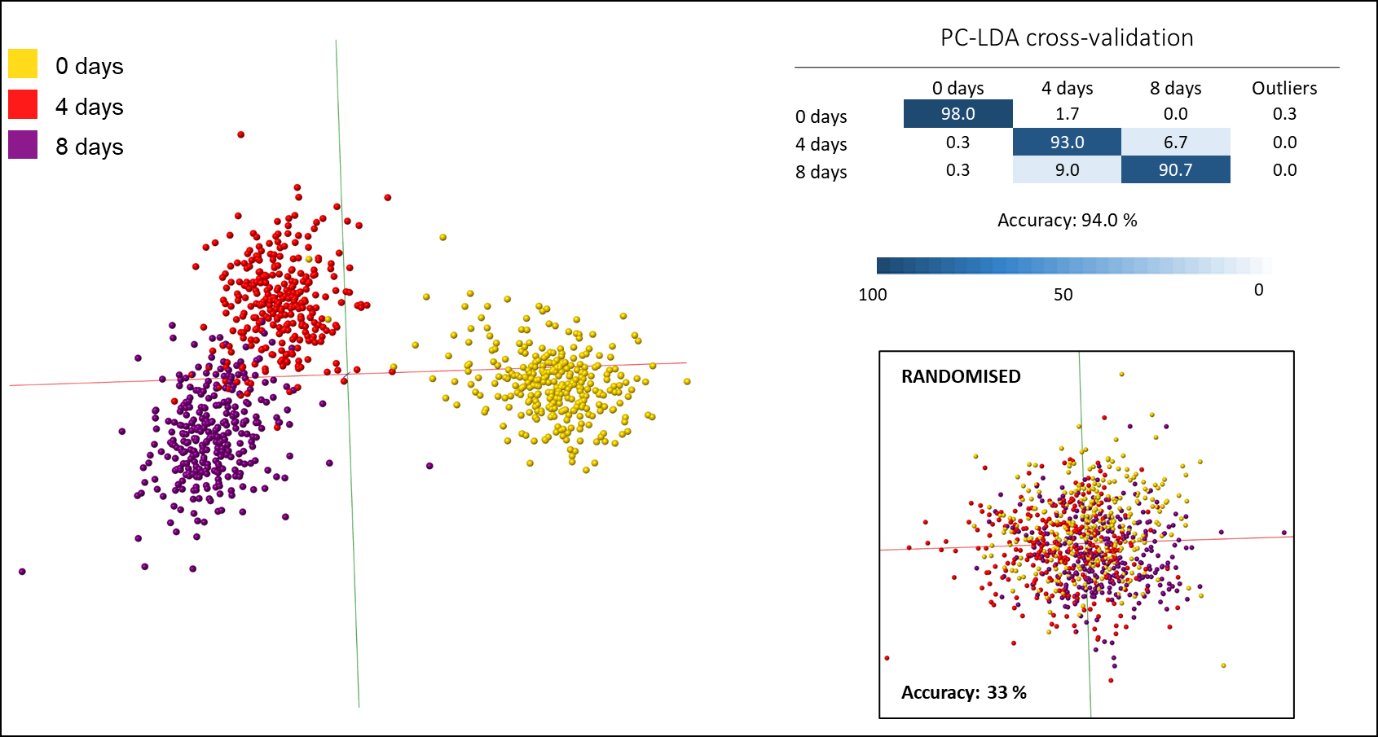 0 days
4 days
8 days
PC-LDA cross-validation
0 days 4 days 8 days Outliers
0 days 98.0 1.7 0.0 0.3
4 days 0.3 93.0 6.7 0.0
8 days 0.3 9.0 90.7 0.0
Accuracy: 94.0 %
100 50 0
RANDOMISED
Accuracy: 33 %